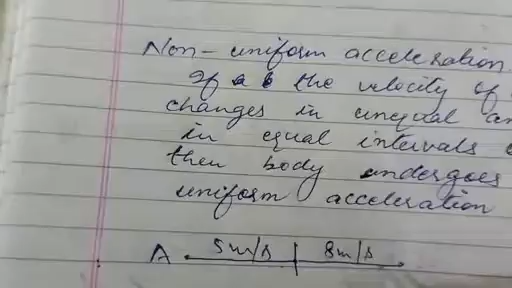 Non-uniform acceleration
If the velocity of
changes in unequal
in equal intervals
then body undergoes
uniform acceleration
A 5m/s 8m/s